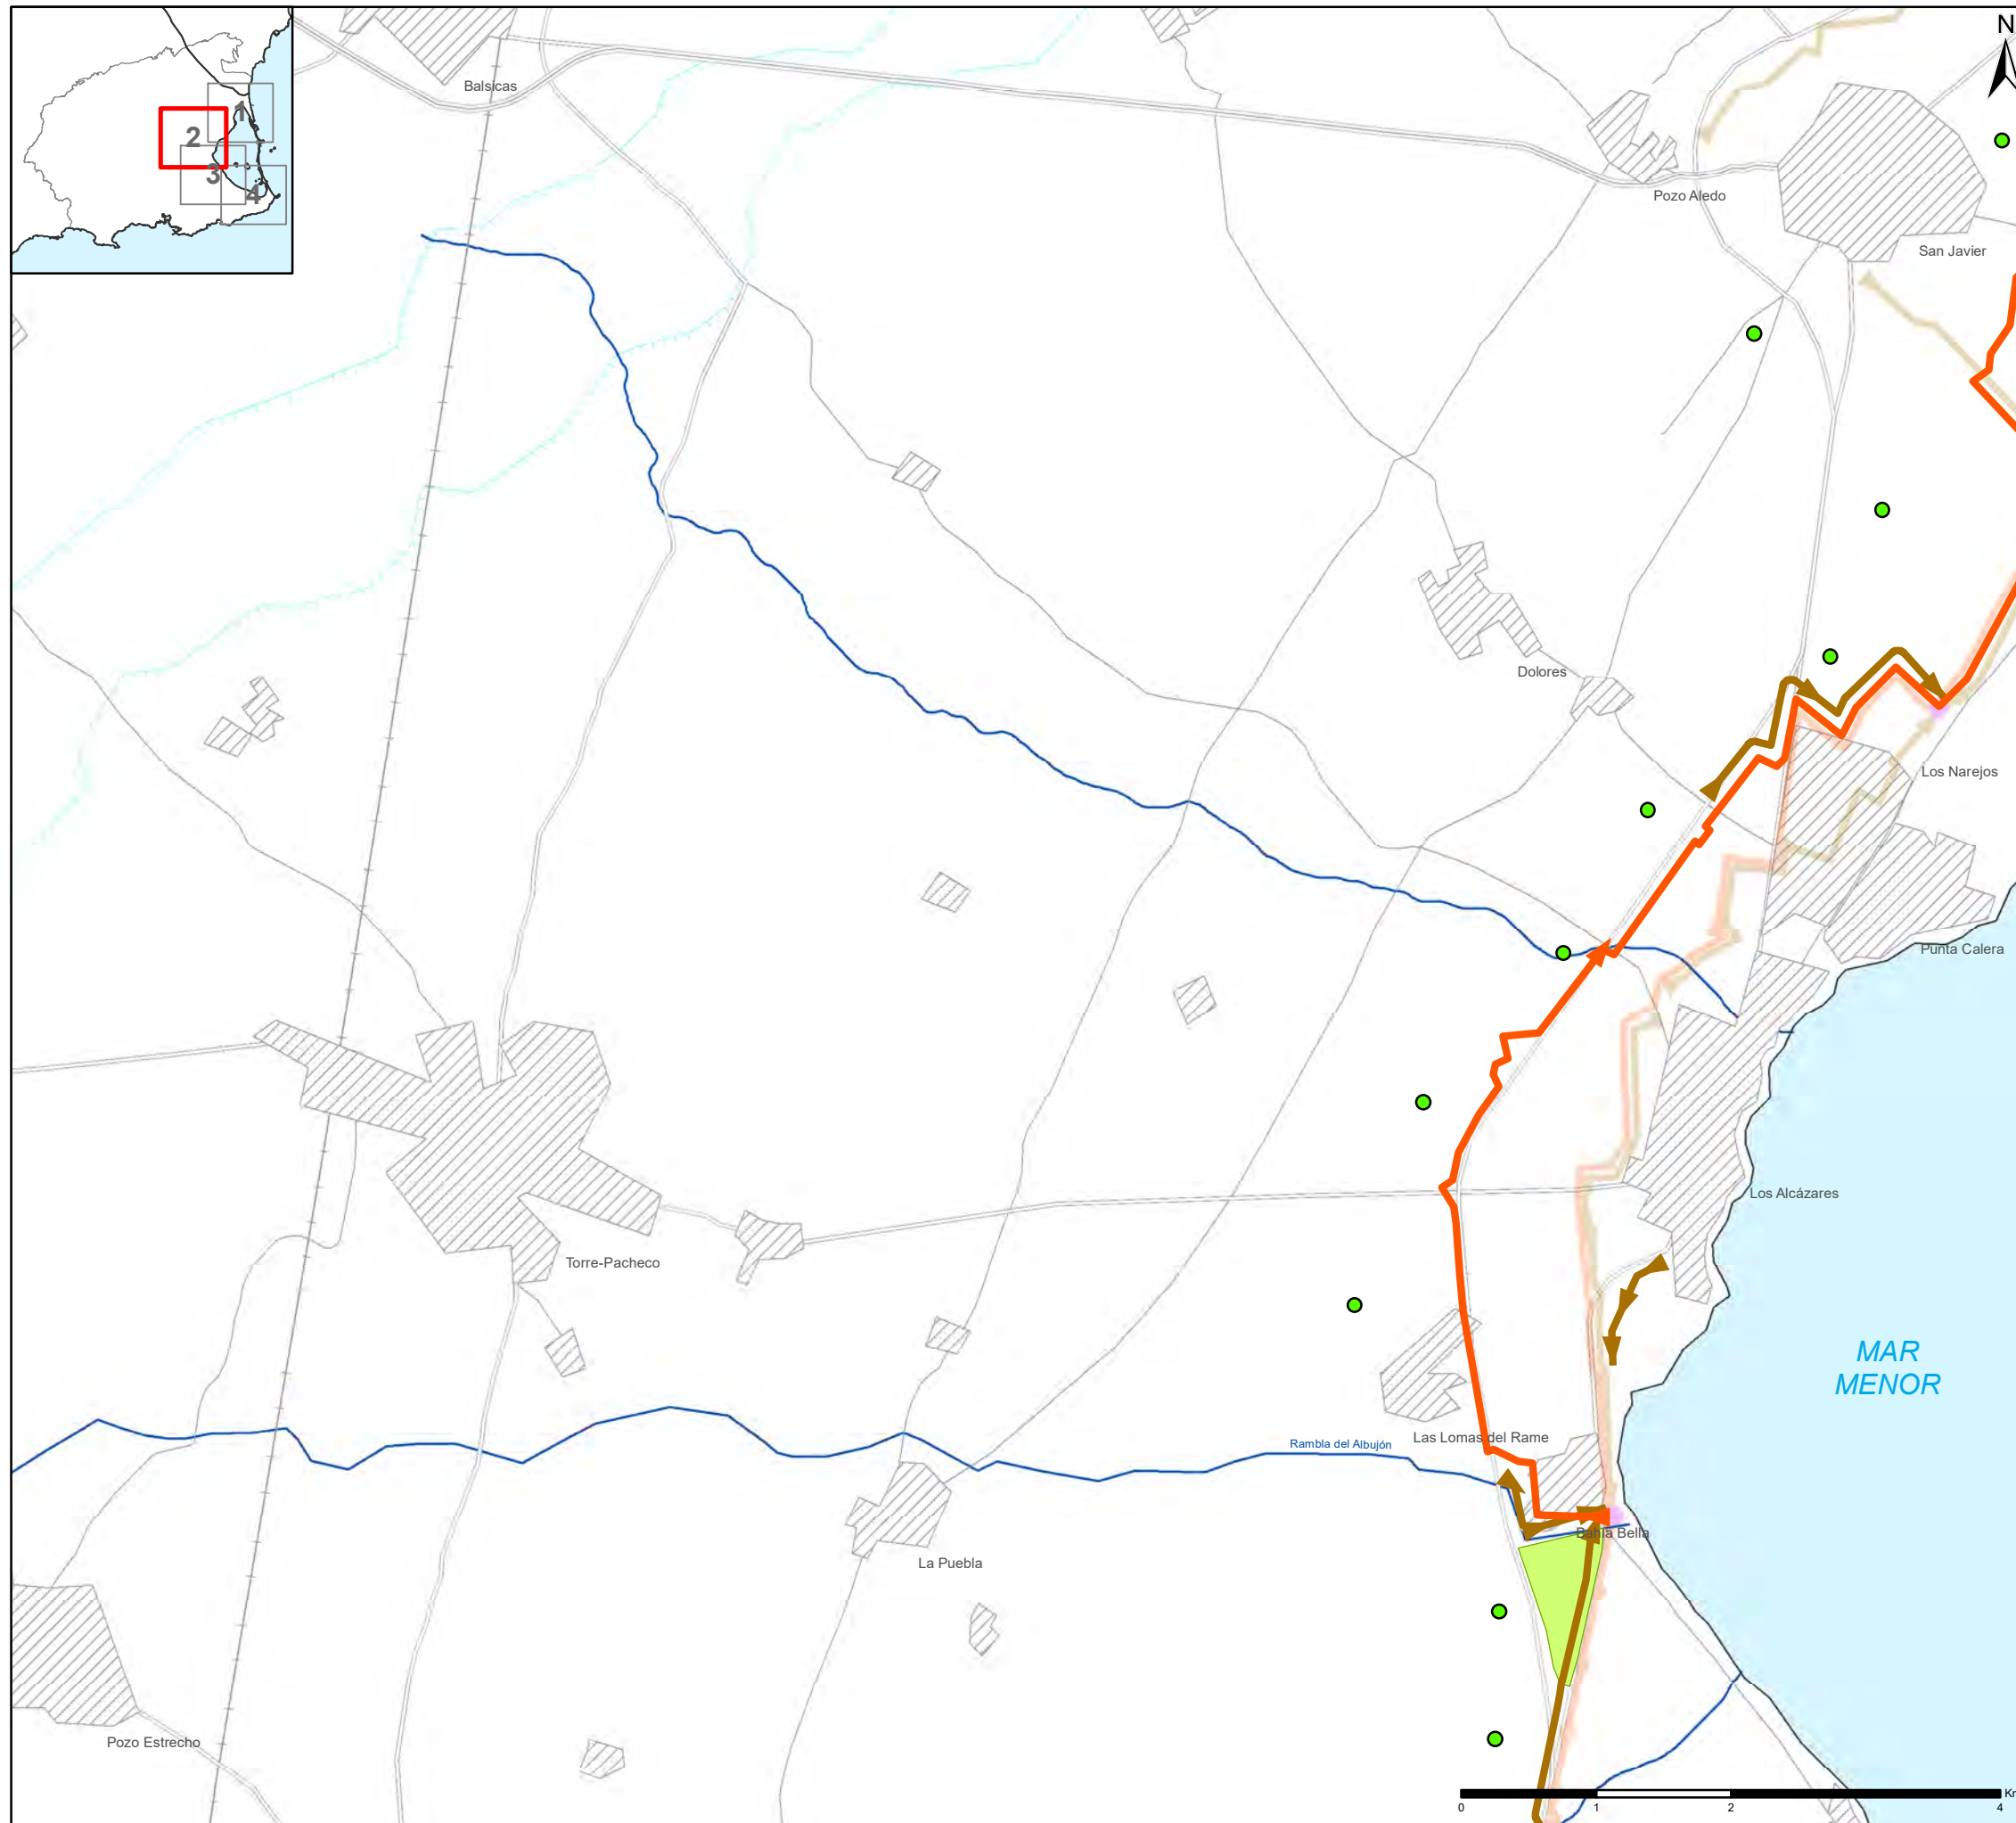 N
1
2
3
4
Balsicas
Pozo Aledo
San Javier
Dolores
Los Narejos
Punta Calera
Los Alcázares
Torre-Pacheco
MAR
MENOR
Las Lomas del Rame
Rambla del Albujón
Bahía Bella
La Puebla
Pozo Estrecho
0
1
2
4